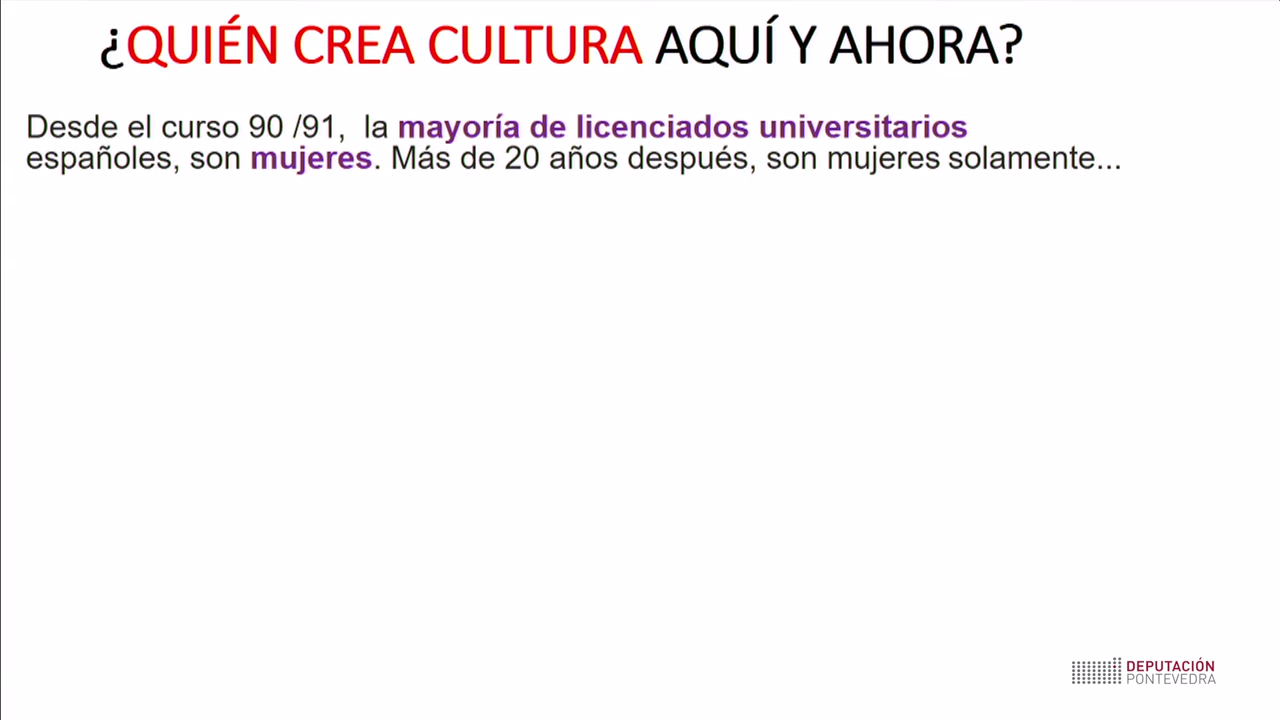 ¿QUIÉN CREA CULTURA AQUÍ Y AHORA?
Desde el curso 90 /91, la mayoría de licenciados universitarios
españoles, son mujeres. Más de 20 años después, son mujeres solamente...
DEPUTACIÓN
PONTEVEDRA